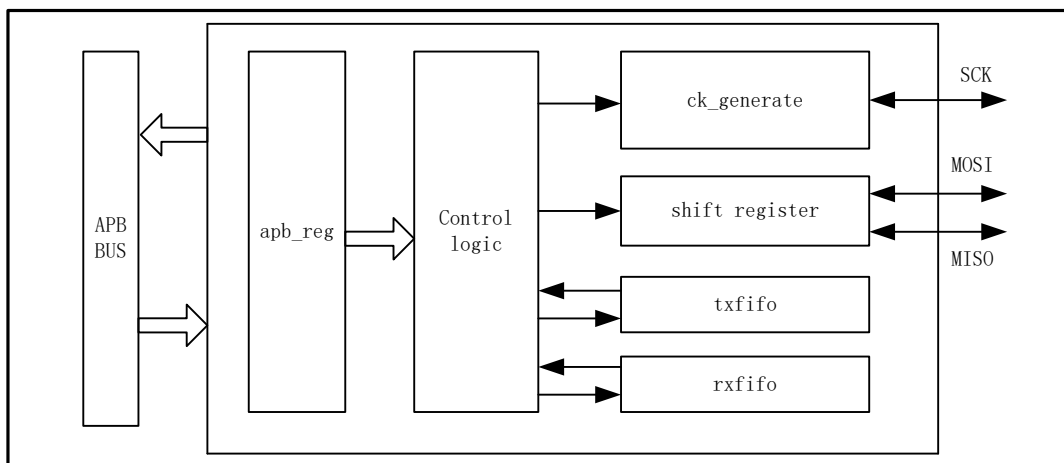 SCK
ck_generate
MOSI
APB
BUS
apb_reg
Control
logic
shift register
MISO
txfifo
rxfifo